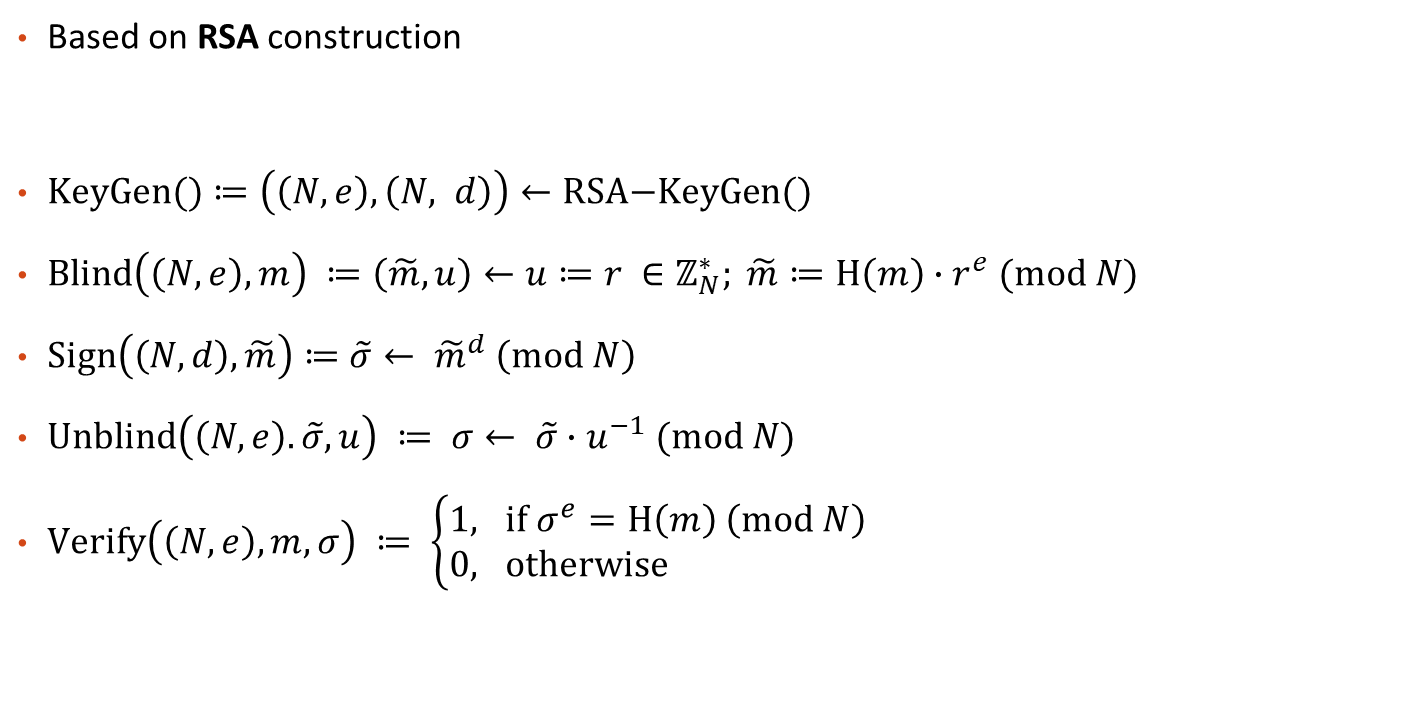 • Based on RSA construction
• KeyGen() ≔ ((N, e), (N, d)) ← RSA−KeyGen()
• Blind((N, e), m) ≔ (m̃, u) ← u ≔ r ∈ ℤ*_N; m̃ ≔ H(m) · r^e (mod N)
• Sign((N, d), m̃) ≔ σ̃ ← m̃^d (mod N)
• Unblind((N, e). σ̃, u) ≔ σ ← σ̃ · u^−1 (mod N)
• Verify((N, e), m, σ) ≔ { 1, if σ^e = H(m) (mod N)
0, otherwise